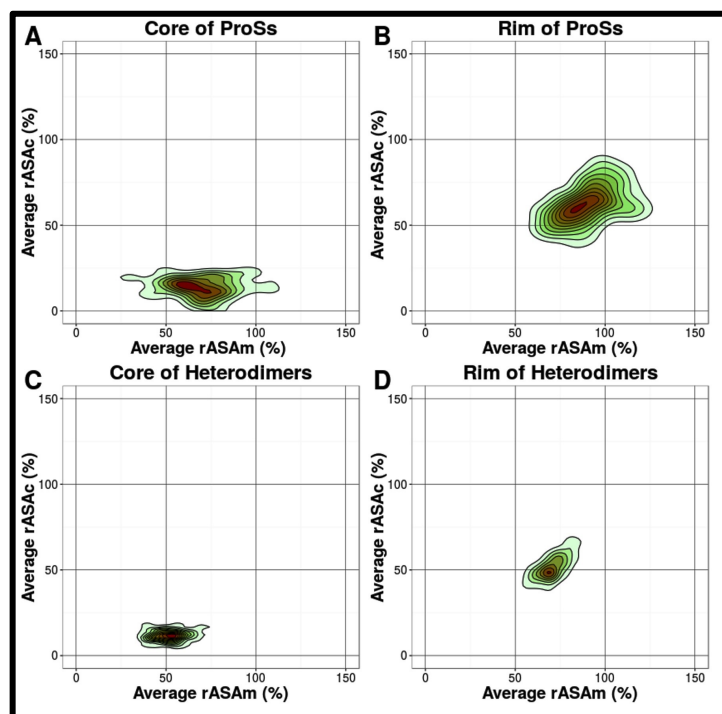 A
Core of ProSs
Average rASAc (%)
150
100
50
0
0 50 100 150
Average rASAm (%)
B
Rim of ProSs
Average rASAc (%)
150
100
50
0
0 50 100 150
Average rASAm (%)
C
Core of Heterodimers
Average rASAc (%)
150
100
50
0
0 50 100 150
Average rASAm (%)
D
Rim of Heterodimers
Average rASAc (%)
150
100
50
0
0 50 100 150
Average rASAm (%)